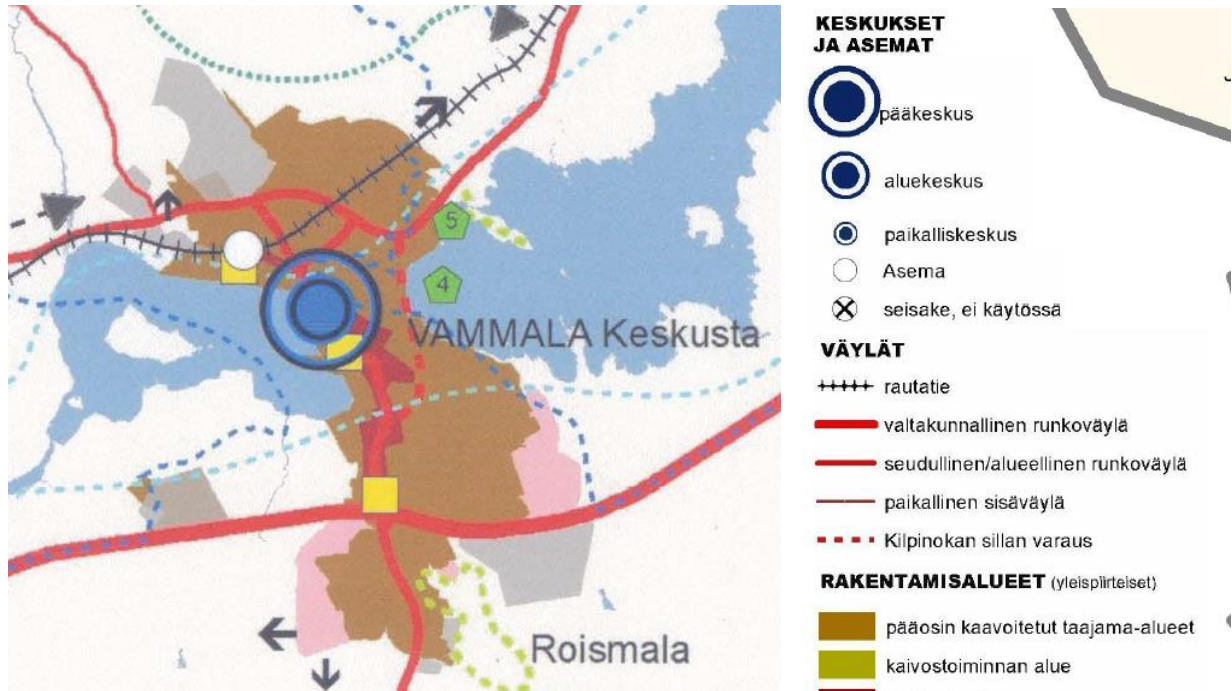 5
4
VAMMALA Keskusta
Roismala
KESKUKSET
JA ASEMAT
pääkeskus
aluekeskus
paikalliskeskus
Asema
seisake, ei käytössä
VÄYLÄT
rautatie
valtakunnallinen runkoväylä
seudullinen/alueellinen runkoväylä
paikallinen sisäväylä
Kilpinokan sillan varaus
RAKENTAMISALUEET (yleispiirteiset)
pääosin kaavoitetut taajama-alueet
kaivostoiminnan alue